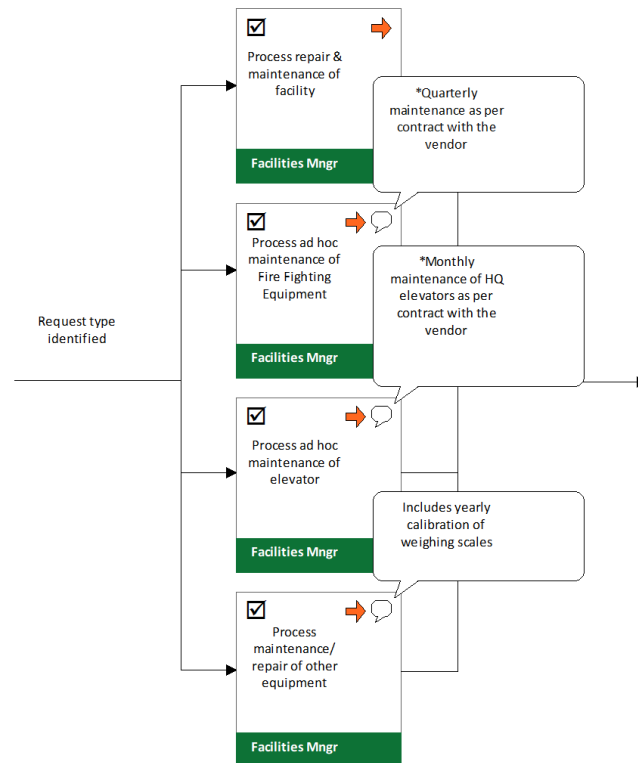 Process repair &
maintenance of
facility
Facilities Mngr
*Quarterly
maintenance as per
contract with the
vendor
Process ad hoc
maintenance of
Fire Fighting
Equipment
Facilities Mngr
*Monthly
maintenance of HQ
elevators as per
contract with the
vendor
Request type
identified
Process ad hoc
maintenance of
elevator
Facilities Mngr
Includes yearly
calibration of
weighing scales
Process
maintenance/
repair of other
equipment
Facilities Mngr